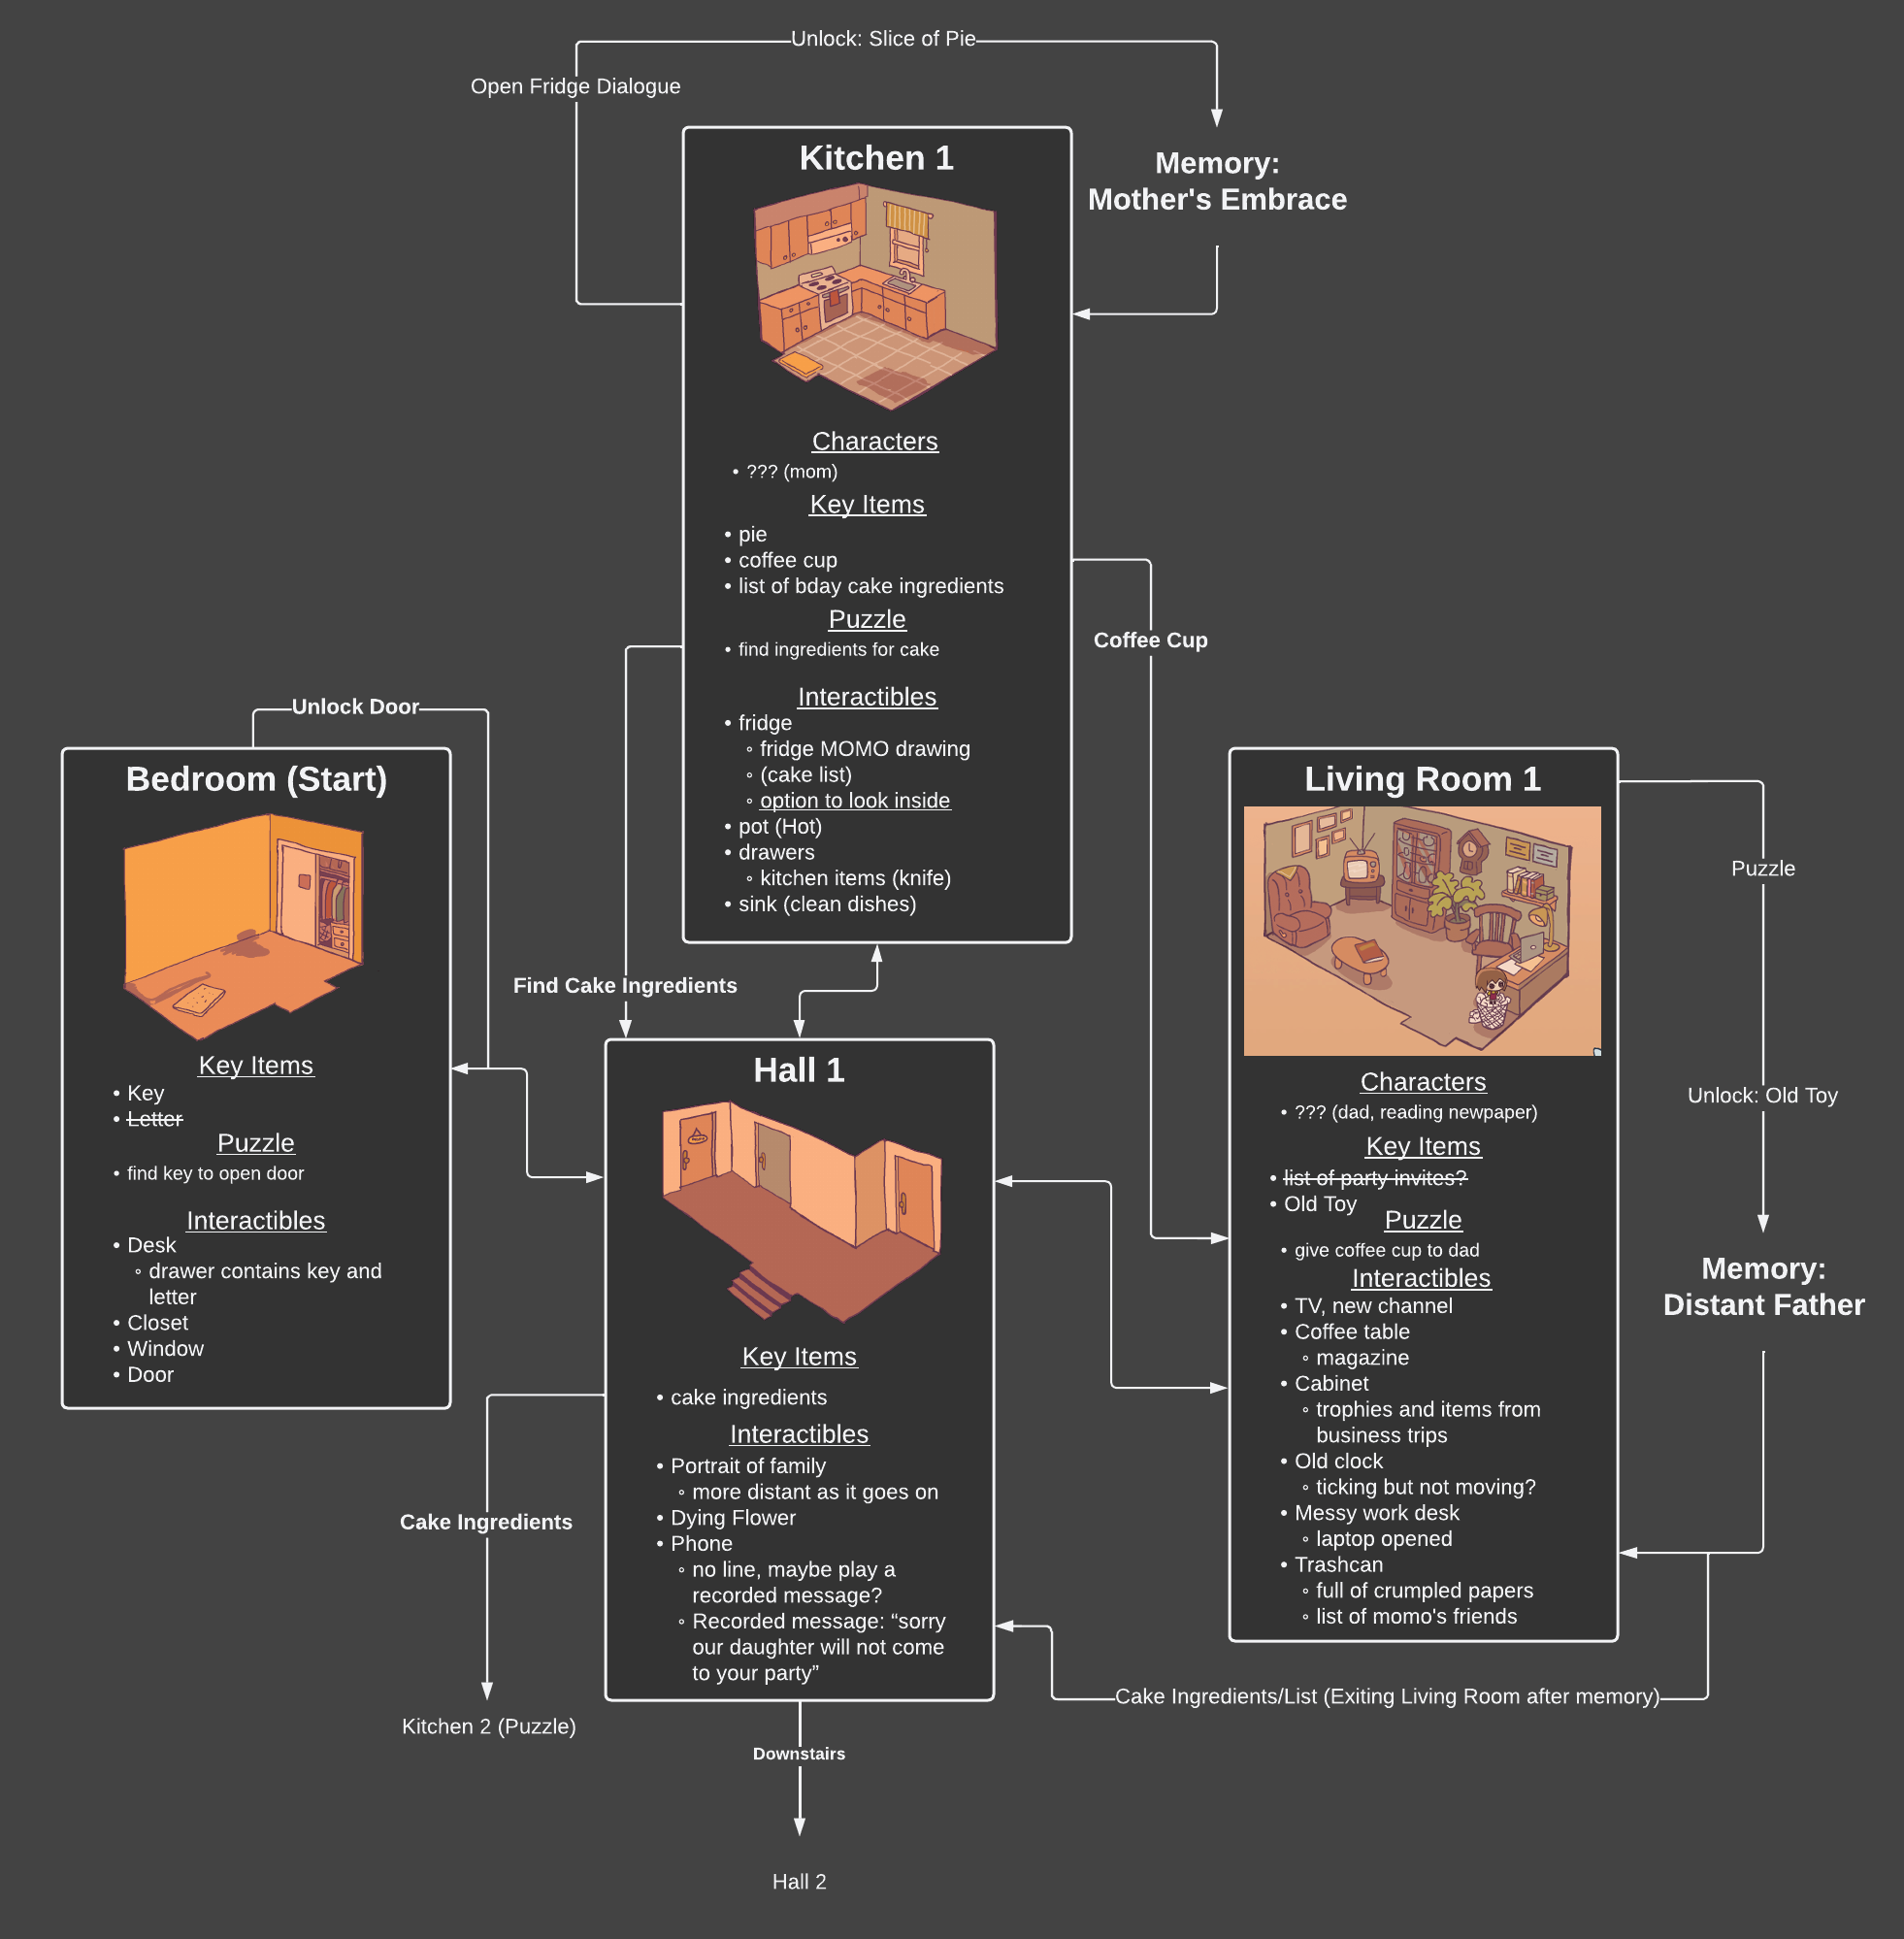 Unlock: Slice of Pie
Open Fridge Dialogue
Memory:
Mother's Embrace
Kitchen 1
Characters
• ??? (mom)
Key Items
• pie
• coffee cup
• list of bday cake ingredients
Puzzle
• find ingredients for cake
Interactibles
• fridge
◦ fridge MOMO drawing
◦ (cake list)
◦ option to look inside
• pot (Hot)
• drawers
◦ kitchen items (knife)
• sink (clean dishes)
Coffee Cup
Find Cake Ingredients
Unlock Door
Bedroom (Start)
Key Items
• Key
• Letter
Puzzle
• find key to open door
Interactibles
• Desk
◦ drawer contains key and
letter
• Closet
• Window
• Door
Hall 1
Key Items
• cake ingredients
Interactibles
• Portrait of family
◦ more distant as it goes on
• Dying Flower
• Phone
◦ no line, maybe play a
recorded message?
◦ Recorded message: “sorry
our daughter will not come
to your party”
Cake Ingredients
Kitchen 2 (Puzzle)
Downstairs
Hall 2
Living Room 1
Characters
• ??? (dad, reading newpaper)
Key Items
• list of party invites?
• Old Toy
Puzzle
• give coffee cup to dad
Interactibles
• TV, new channel
• Coffee table
◦ magazine
• Cabinet
◦ trophies and items from
business trips
• Old clock
◦ ticking but not moving?
• Messy work desk
◦ laptop opened
• Trashcan
◦ full of crumpled papers
◦ list of momo's friends
Puzzle
Unlock: Old Toy
Memory:
Distant Father
Cake Ingredients/List (Exiting Living Room after memory)